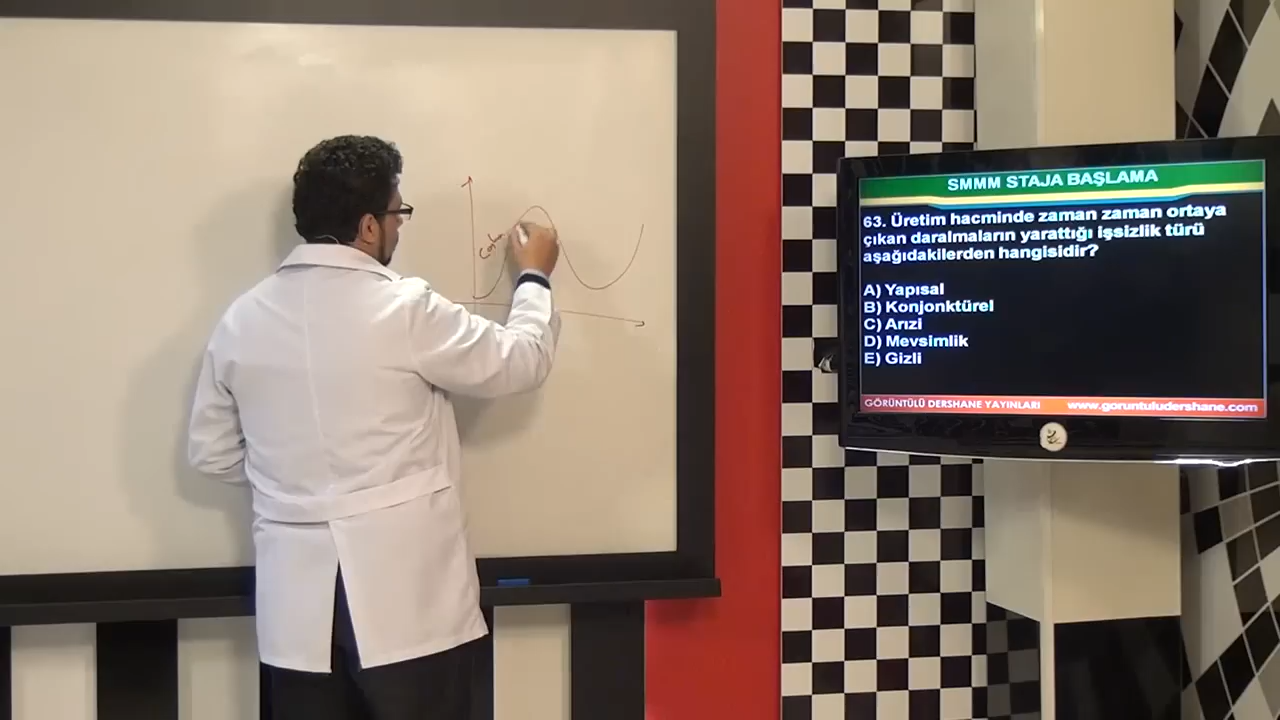 SMMM STAJA BAŞLAMA
63. Üretim hacminde zaman zaman ortaya
çıkan daralmaların yarattığı işsizlik türü
aşağıdakilerden hangisidir?
A) Yapısal
B) Konjonktürel
C) Arızi
D) Mevsimlik
E) Gizli
GÖRÜNTÜLÜ DERSHANE YAYINLARI www.goruntuludershane.com